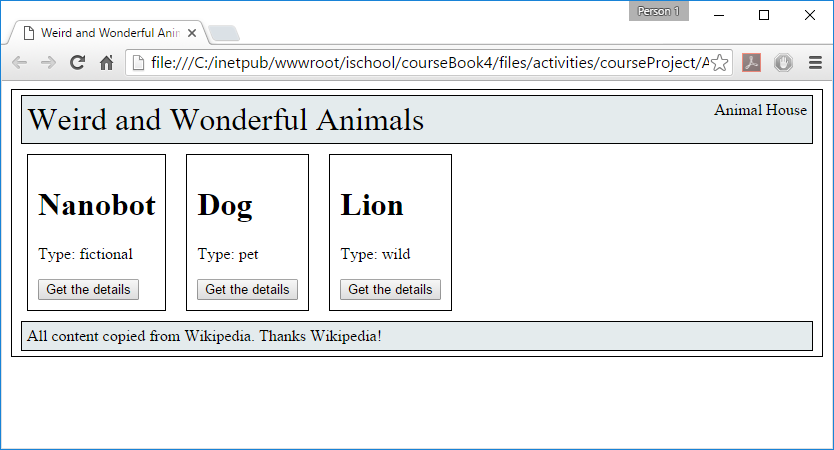 Person 1
Weird and Wonderful Anin
file:///C:/inetpub/wwwroot/ischool/courseBook4/files/activities/courseProject/A
Weird and Wonderful Animals
Animal House
Nanobot
Dog
Lion
Type: fictional
Type: pet
Type: wild
Get the details
Get the details
Get the details
All content copied from Wikipedia. Thanks Wikipedia!